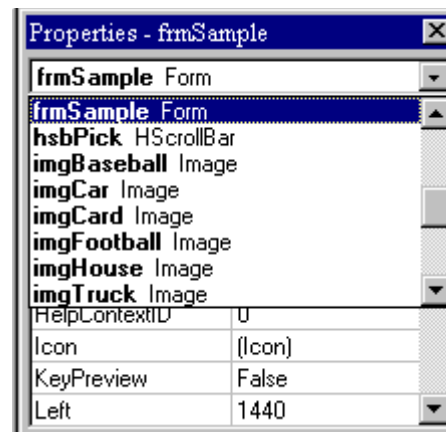 Properties - frmSample
frmSample Form
frmSample Form
hsbPick HScrollBar
imgBaseball Image
imgCar Image
imgCard Image
imgFootball Image
imgHouse Image
imgTruck Image
HelpContextID 0
Icon (Icon)
KeyPreview False
Left 1440